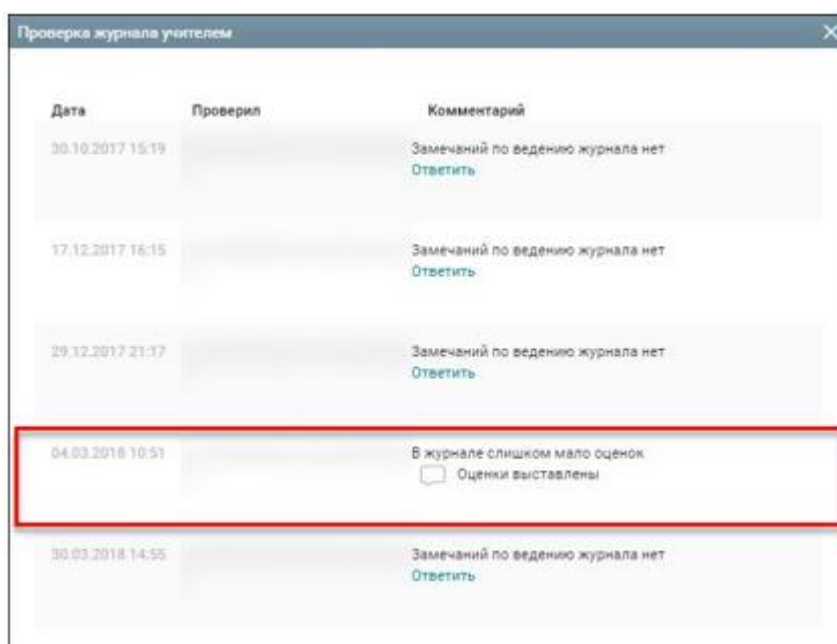 Проверка журнала учителем
Дата Проверил Комментарий
30.10.2017 15:19 Замечаний по ведению журнала нет
Ответить
17.12.2017 16:15 Замечаний по ведению журнала нет
Ответить
29.12.2017 21:17 Замечаний по ведению журнала нет
Ответить
04.03.2018 10:51 В журнале слишком мало оценок
Оценки выставлены
30.03.2018 14:55 Замечаний по ведению журнала нет
Ответить